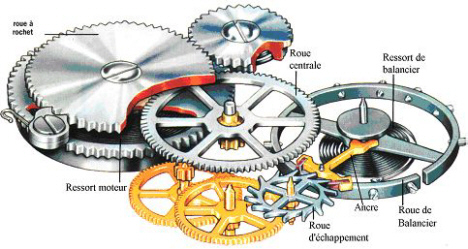 roue à
rochet
Roue
centrale
Ressort de
balancier
Ressort moteur
Ancre
Roue de
Balancier
Roue
d'échappement